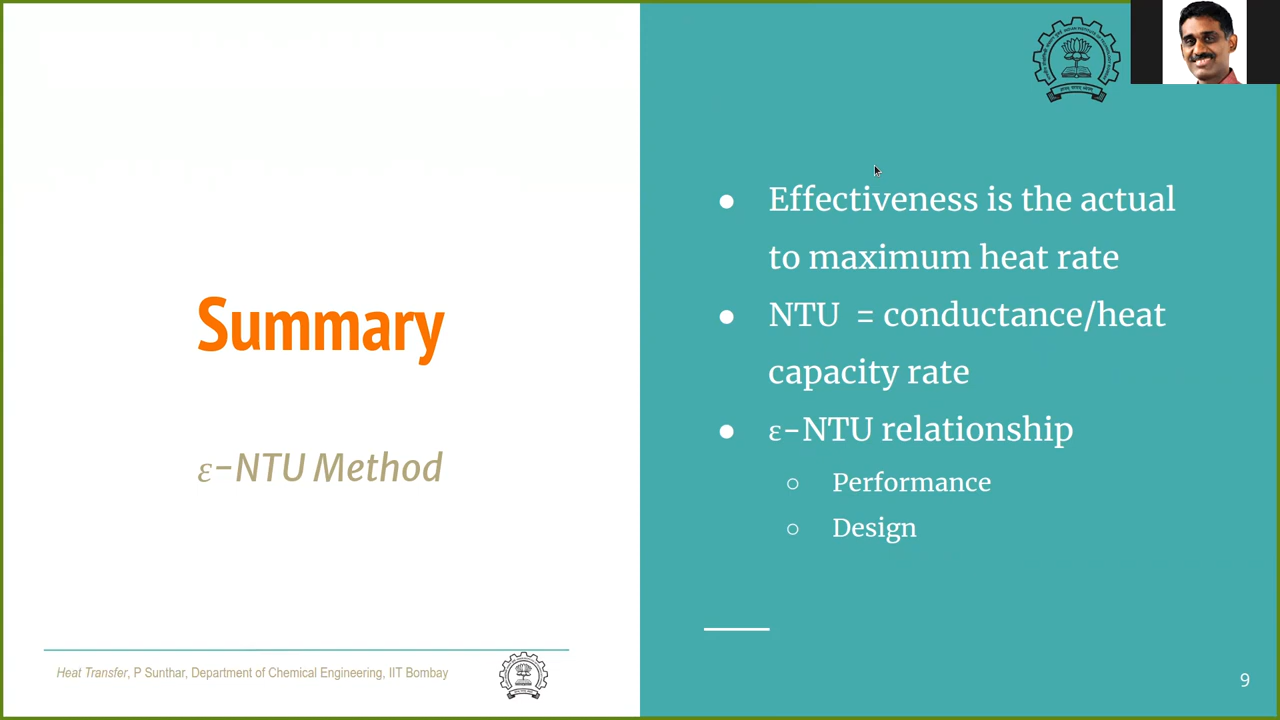 Summary
ε-NTU Method
Heat Transfer, P Sunthar, Department of Chemical Engineering, IIT Bombay
● Effectiveness is the actual
to maximum heat rate
● NTU = conductance/heat
capacity rate
● ε-NTU relationship
○ Performance
○ Design
9